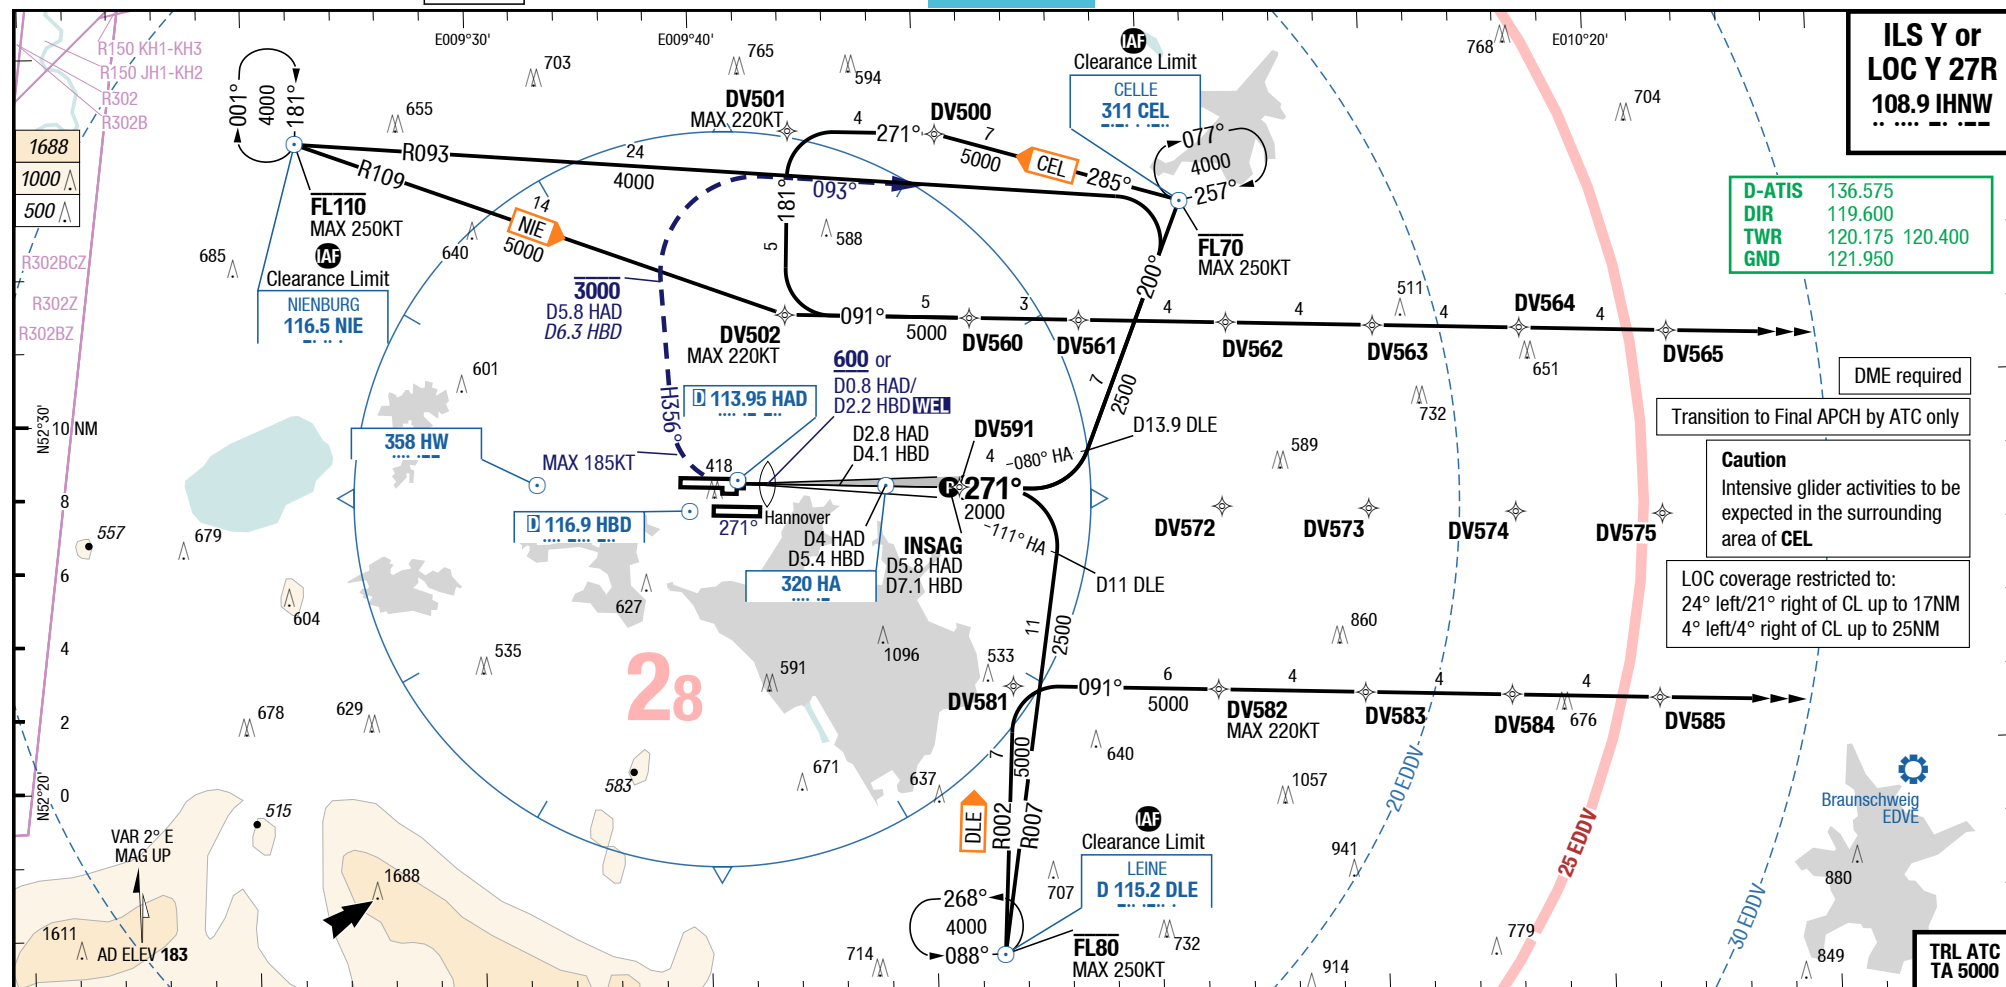 ILS Y or
LOC Y 27R
108.9 IHNW
D-ATIS 136.575
DIR 119.600
TWR 120.175 120.400
GND 121.950
DME required
Transition to Final APCH by ATC only
Caution
Intensive glider activities to be
expected in the surrounding
area of CEL
LOC coverage restricted to:
24° left/21° right of CL up to 17NM
4° left/4° right of CL up to 25NM
TRL ATC
TA 5000
R150 KH1-KH3
R150 JH1-KH2
R302
R302B
1688
1000
500
R302BCZ
R302Z
R302BZ
E009°30'
E009°40'
E010°20'
N52°30'
N52°20'
10 NM
8
6
4
2
0
001°
4000
181°
FL110
MAX 250KT
IAF
Clearance Limit
NIENBURG
116.5 NIE
R093
24
4000
R109
14
NIE
5000
DV501
MAX 220KT
4
271°
DV500
7
5000
CEL
285°
IAF
Clearance Limit
CELLE
311 CEL
077°
4000
257°
FL70
MAX 250KT
093°
181°
5
3000
D5.8 HAD
D6.3 HBD
H356°
MAX 185KT
DV502
MAX 220KT
091°
5
5000
DV560
3
DV561
4
DV562
4
DV563
4
DV564
4
DV565
200°
7
2500
600 or
D0.8 HAD/
D2.2 HBD WEL
D 113.95 HAD
358 HW
D 116.9 HBD
418
271°
Hannover
D2.8 HAD
D4.1 HBD
D4 HAD
D5.4 HBD
320 HA
DV591
4
080° HA
D13.9 DLE
P
271°
2000
111° HA
D11 DLE
INSAG
D5.8 HAD
D7.1 HBD
DV572
DV573
DV574
DV575
11
2500
DV581
091°
6
5000
DV582
MAX 220KT
4
DV583
4
DV584
4
DV585
7
5000
R002
R007
DLE
IAF
Clearance Limit
LEINE
D 115.2 DLE
268°
4000
088°
FL80
MAX 250KT
20 EDDV
25 EDDV
30 EDDV
Braunschweig
EDVE
28
VAR 2° E
MAG UP
AD ELEV 183
703
765
594
768
704
655
685
640
588
511
651
601
732
589
557
679
604
627
535
591
1096
533
860
678
629
671
637
640
676
583
515
1057
1688
1611
941
707
732
714
914
779
880
849